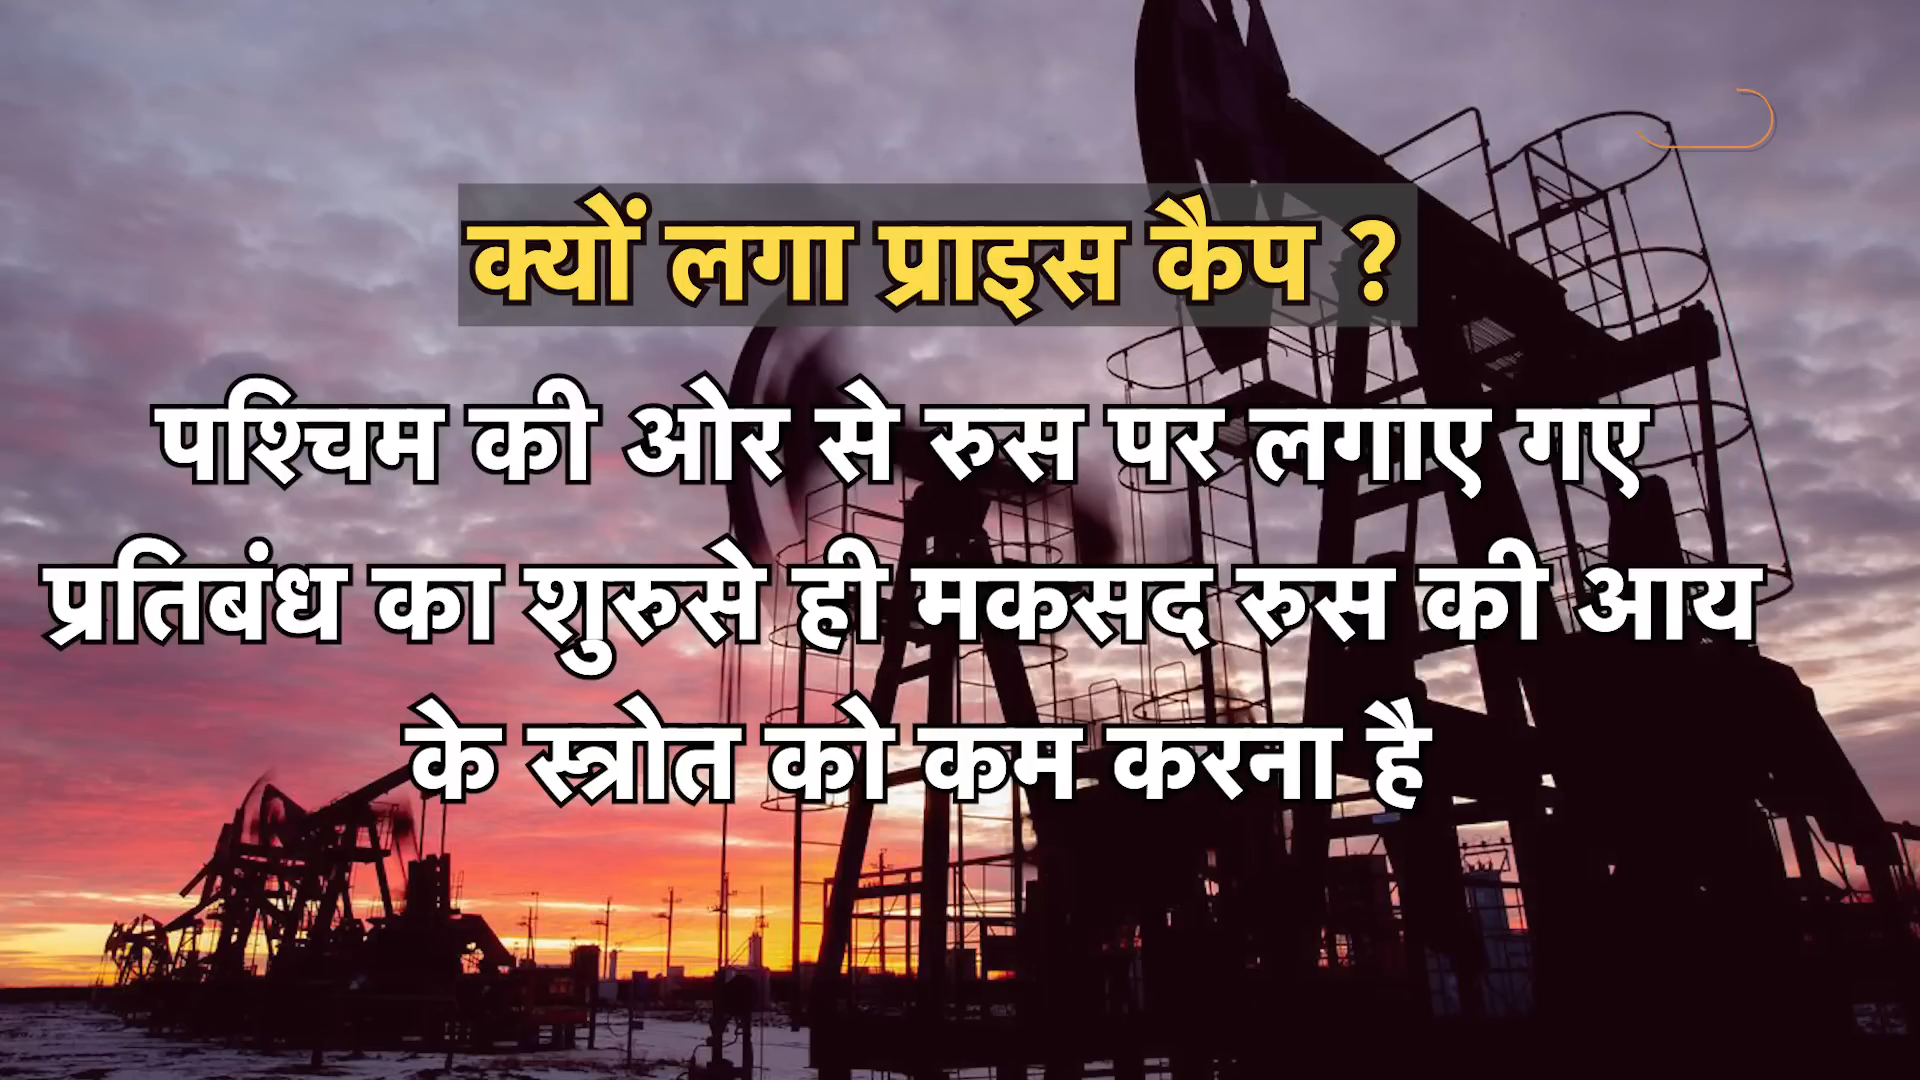 क्यों लगा प्राइस कैप ?
पश्चिम की ओर से रुस पर लगाए गए
प्रतिबंध का शुरुसे ही मकसद रुस की आय
के स्त्रोत को कम करना है